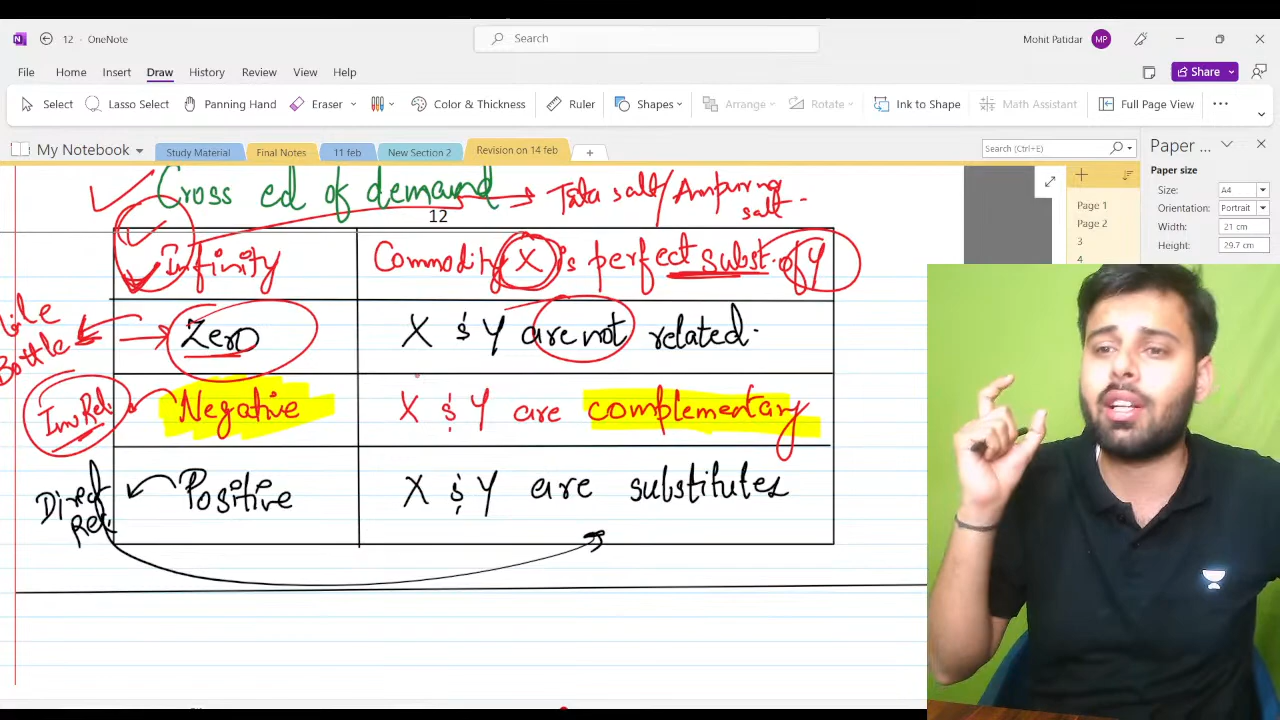 12 · OneNote
Search
Mohit Patidar MP
File Home Insert Draw History Review View Help
Share
Select Lasso Select Panning Hand Eraser Color & Thickness Ruler Shapes Arrange Rotate Ink to Shape Math Assistant Full Page View
My Notebook Study Material Final Notes 11 feb New Section 2 Revision on 14 feb
Search (Ctrl+E)
Paper
Size: A4
Orientation: Portrait
Width: 21 cm
Height: 29.7 cm
Page 1
Page 2
3
4
Cross ed of demand
Tata salt/
salt
12
Infinity Commodity X is perfect subst. of Y
Zero X & Y are not related.
Bottle
Inv Rel. Negative X & Y are complementary
Direct Rel. Positive X & Y are substitutes